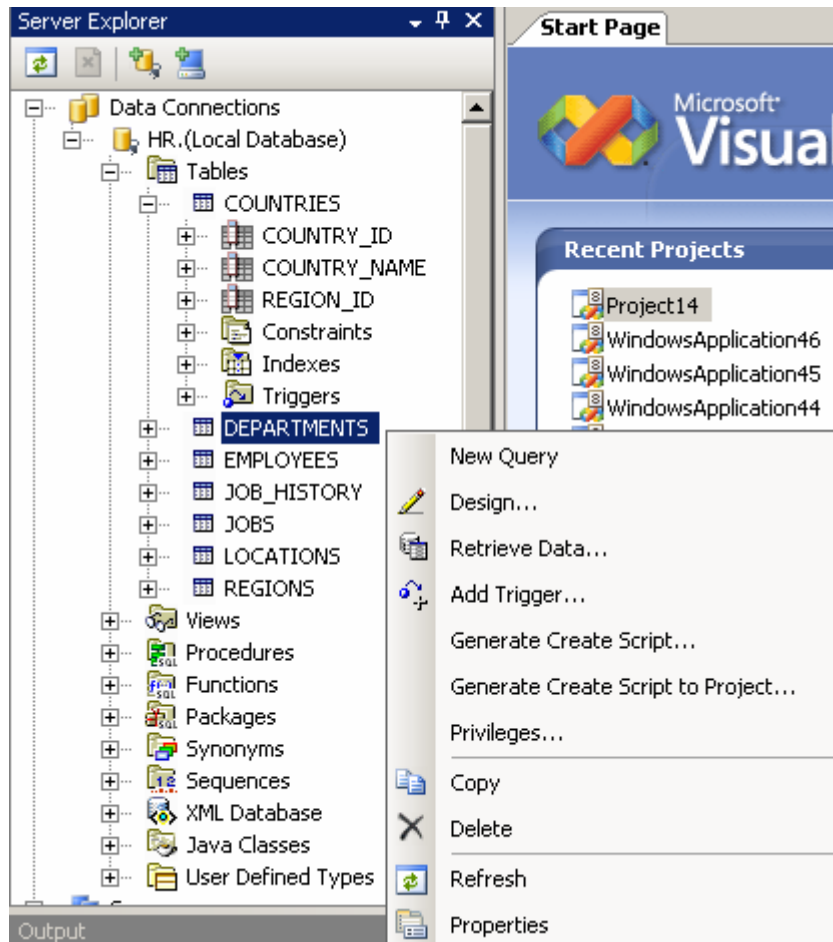 Server Explorer
Data Connections
HR.(Local Database)
Tables
COUNTRIES
COUNTRY_ID
COUNTRY_NAME
REGION_ID
Constraints
Indexes
Triggers
DEPARTMENTS
EMPLOYEES
JOB_HISTORY
JOBS
LOCATIONS
REGIONS
Views
Procedures
Functions
Packages
Synonyms
Sequences
XML Database
Java Classes
User Defined Types
Output
Start Page
Microsoft
Visual
Recent Projects
Project14
WindowsApplication46
WindowsApplication45
WindowsApplication44
New Query
Design...
Retrieve Data...
Add Trigger...
Generate Create Script...
Generate Create Script to Project...
Privileges...
Copy
Delete
Refresh
Properties